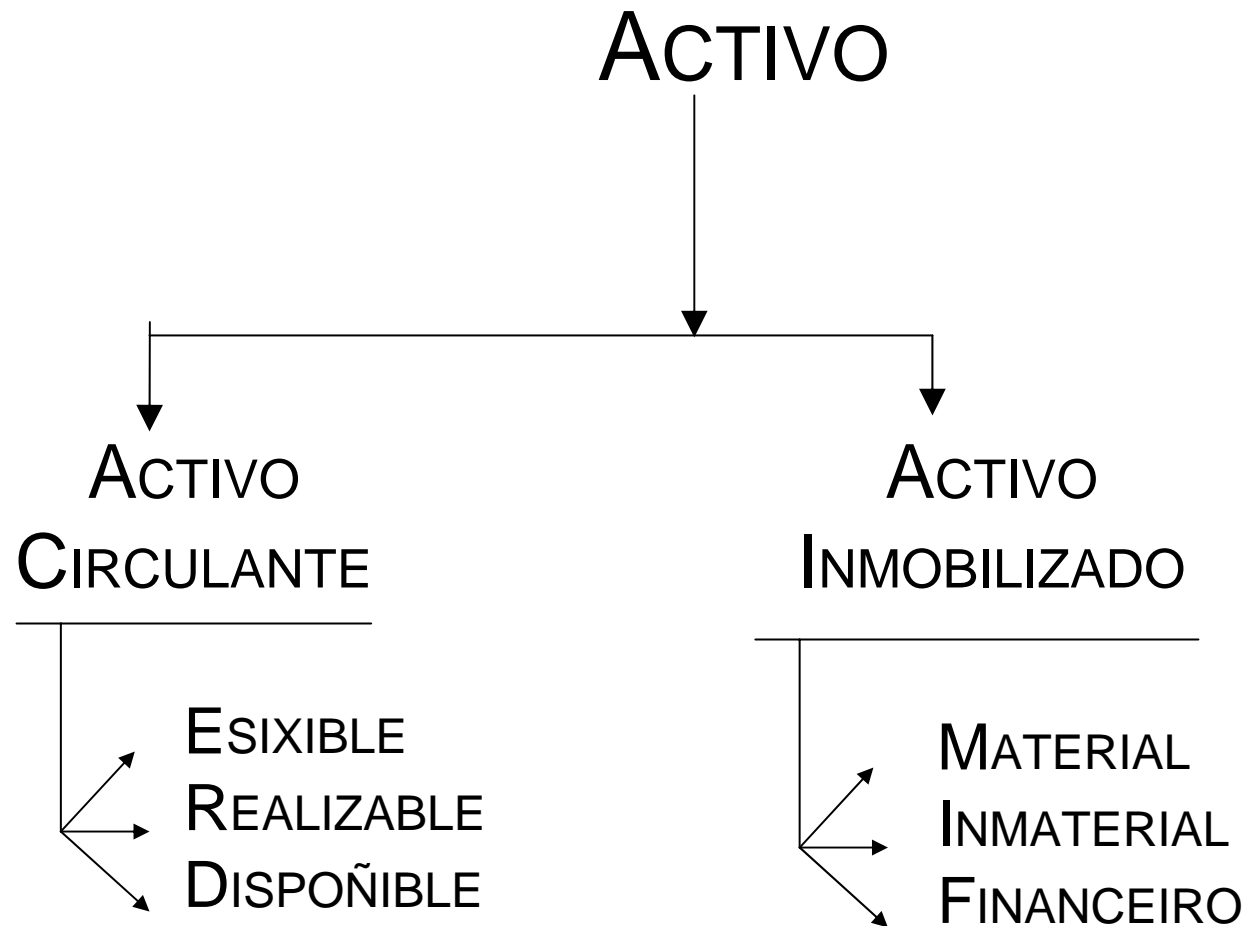 ACTIVO
ACTIVO
CIRCULANTE
ESIXIBLE
REALIZABLE
DISPOÑIBLE
ACTIVO
INMOBILIZADO
MATERIAL
INMATERIAL
FINANCEIRO